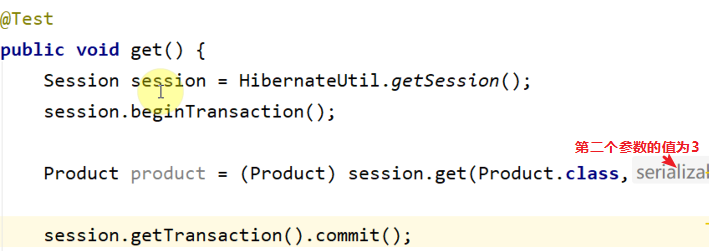 @Test
public void get() {
Session session = HibernateUtil.getSession();
session.beginTransaction();
第二个参数的值为3
Product product = (Product) session.get(Product.class,
session.getTransaction().commit();